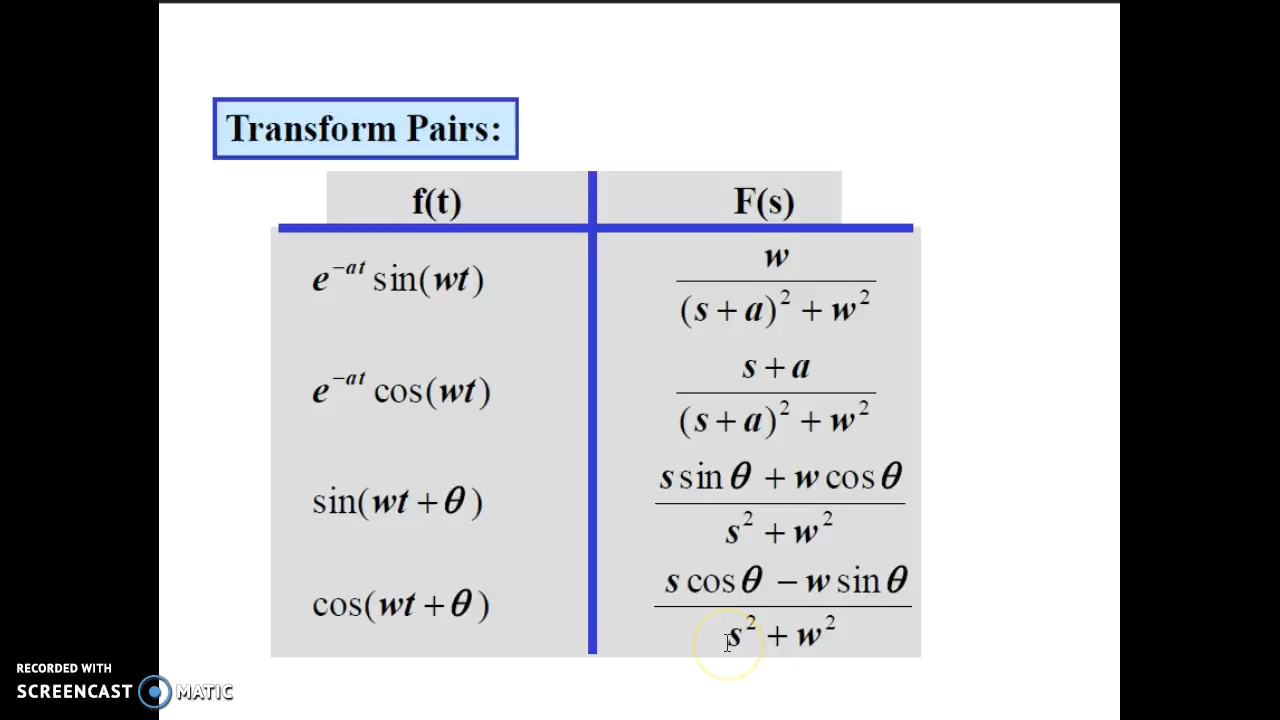 Transform Pairs:
f(t) F(s)
e^{-at} sin(wt) w / ((s + a)^2 + w^2)
e^{-at} cos(wt) (s + a) / ((s + a)^2 + w^2)
sin(wt + θ) (s sin θ + w cos θ) / (s^2 + w^2)
cos(wt + θ) (s cos θ − w sin θ) / (s^2 + w^2)
RECORDED WITH
SCREENCAST MATIC